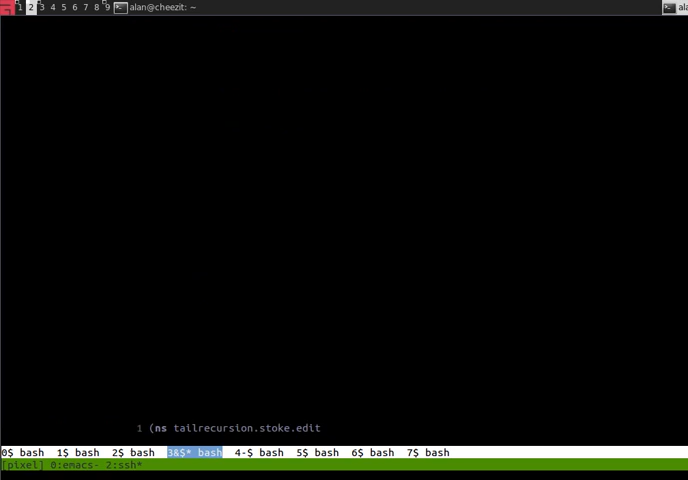 1 2 3 4 5 6 7 8 9 alan@cheezit: ~ ala
1 (ns tailrecursion.stoke.edit
0$ bash 1$ bash 2$ bash 3&$* bash 4-$ bash 5$ bash 6$ bash 7$ bash
[pixel] 0:emacs- 2:ssh*